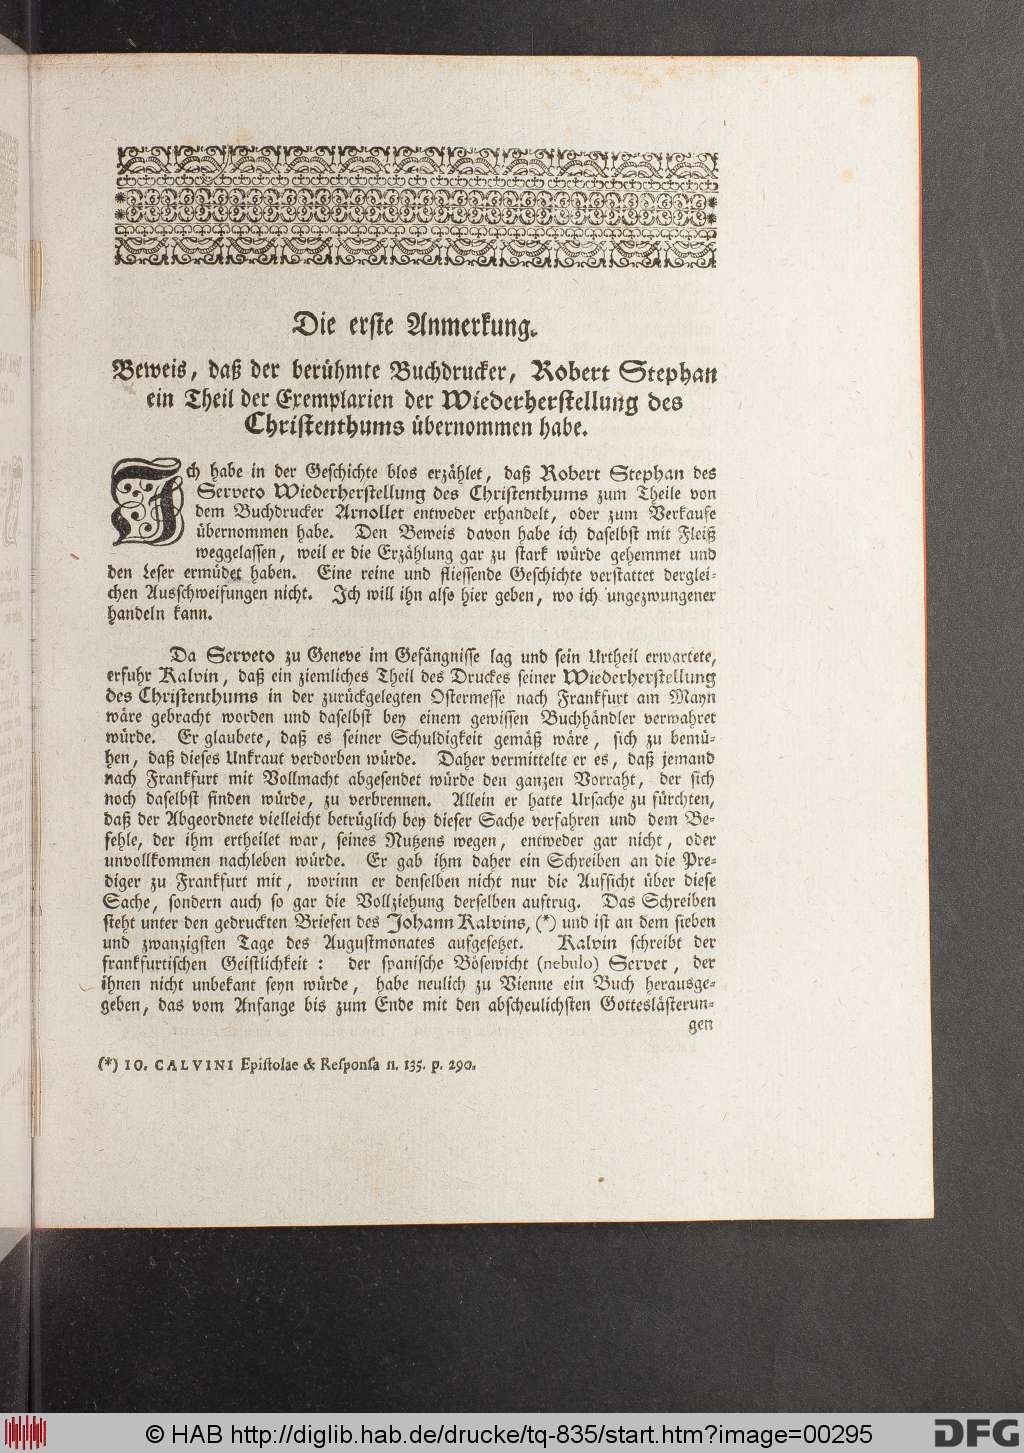 Die erste Anmerkung.
Beweis, daß der berühmte Buchdrucker, Robert Stephan
ein Theil der Exemplarien der Wiederherstellung des
Christenthums übernommen habe.
Ich habe in der Geschichte blos erzählet, daß Robert Stephan des
Serveto Wiederherstellung des Christenthums zum Theile von
dem Buchdrucker Arnollet entweder erhandelt, oder zum Verkaufe
übernommen habe. Den Beweis davon habe ich daselbst mit Fleiß
weggelassen, weil er die Erzählung gar zu stark würde gehemmet und
den Leser ermüdet haben. Eine reine und fliessende Geschichte verstattet derglei-
chen Ausschweifungen nicht. Ich will ihn also hier geben, wo ich ungezwungener
handeln kann.
Da Serveto zu Geneve im Gefängnisse lag und sein Urtheil erwartete,
erfuhr Kalvin, daß ein ziemliches Theil des Druckes seiner Wiederherstellung
des Christenthums in der zurückgelegten Ostermesse nach Frankfurt am Mayn
wäre gebracht worden und daselbst bey einem gewissen Buchhändler verwahret
würde. Er glaubete, daß es seiner Schuldigkeit gemäß wäre, sich zu bemü-
hen, daß dieses Unkraut verdorben würde. Daher vermittelte er es, daß jemand
nach Frankfurt mit Vollmacht abgesendet würde den ganzen Vorraht, der sich
noch daselbst finden würde, zu verbrennen. Allein er hatte Ursache zu fürchten,
daß der Abgeordnete vielleicht betrüglich bey dieser Sache verfahren und dem Be-
fehle, der ihm ertheilet war, seines Nutzens wegen, entweder gar nicht, oder
unvollkommen nachleben würde. Er gab ihm daher ein Schreiben an die Pre-
diger zu Frankfurt mit, worinn er denselben nicht nur die Aufsicht über diese
Sache, sondern auch so gar die Vollziehung derselben auftrug. Das Schreiben
steht unter den gedruckten Briefen des Johann Kalvins, (*) und ist an dem sieben
und zwanzigsten Tage des Augustmonates aufgesetzet. Kalvin schreibt der
frankfurtischen Geistlichkeit: der spanische Bösewicht (nebulo) Servet, der
ihnen nicht unbekant seyn würde, habe neulich zu Vienne ein Buch herausge-
geben, das vom Anfange bis zum Ende mit den abscheulichsten Gotteslästerun-
gen
(*) IO. CALVINI Epistolae & Responsa n. 135. p. 290.
© HAB http://diglib.hab.de/drucke/tq-835/start.htm?image=00295
DFG